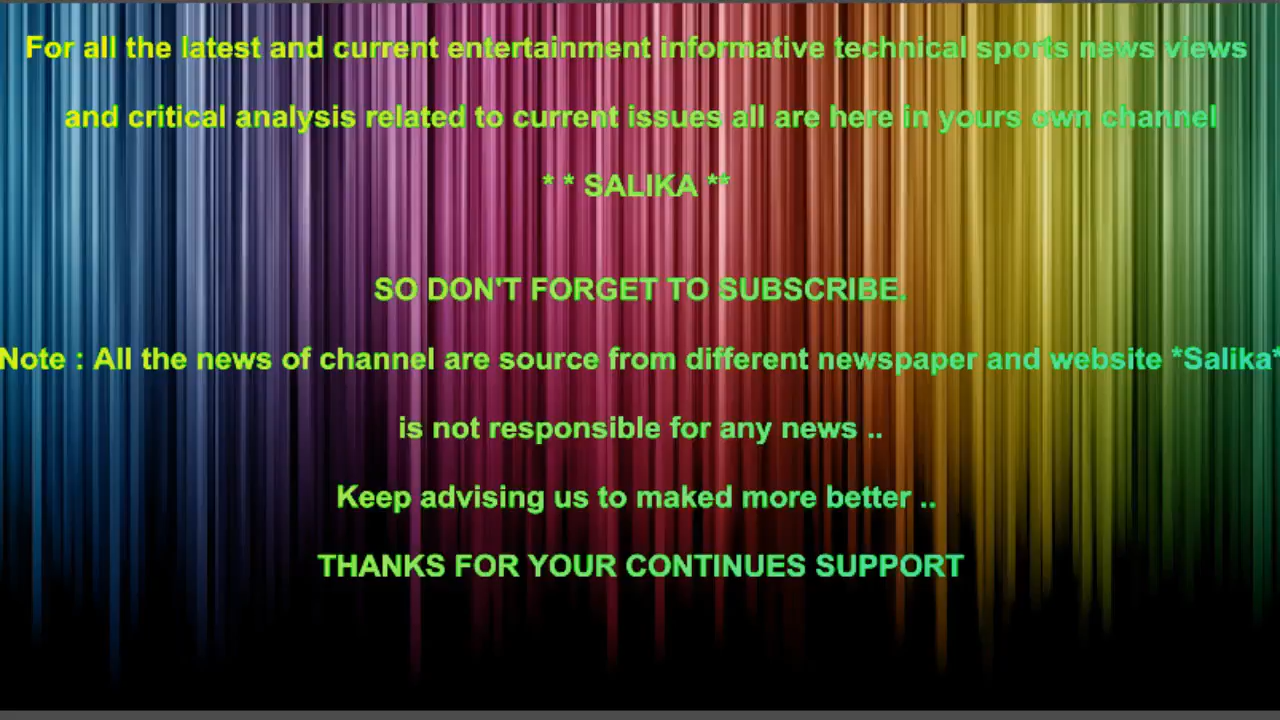 For all the latest and current entertainment informative technical sports news views
and critical analysis related to current issues all are here in yours own channel
* * SALIKA **
SO DON'T FORGET TO SUBSCRIBE.
Note : All the news of channel are source from different newspaper and website *Salika*
is not responsible for any news ..
Keep advising us to maked more better ..
THANKS FOR YOUR CONTINUES SUPPORT